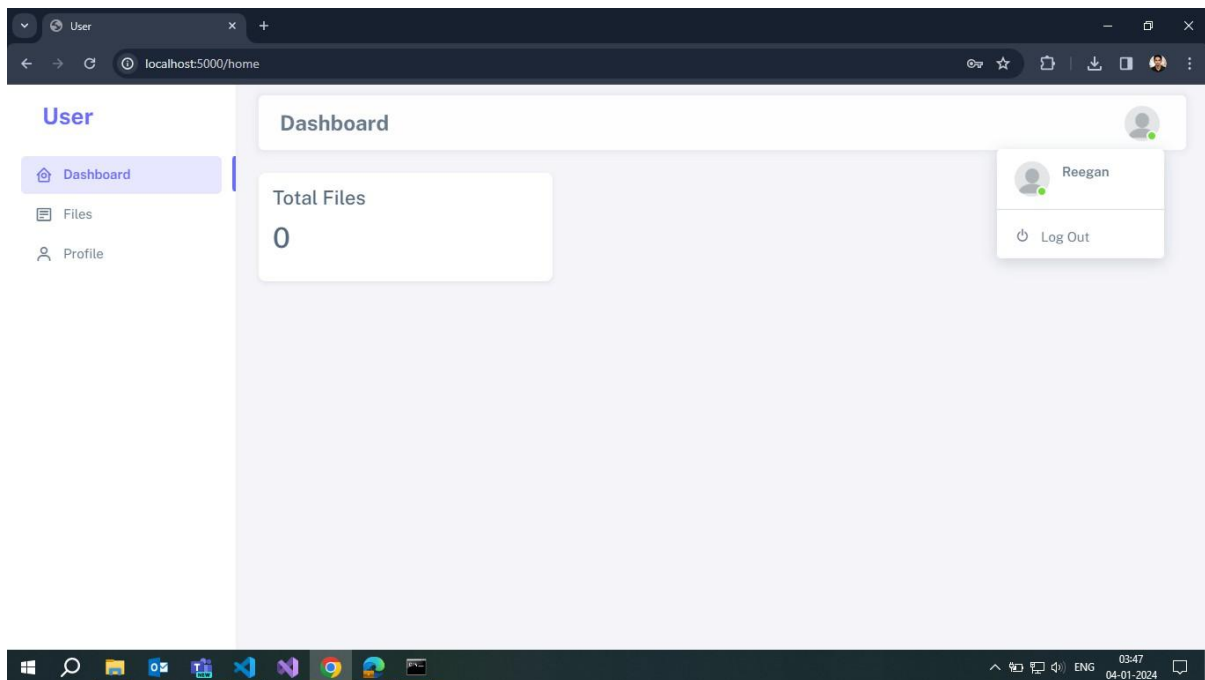 User
localhost:5000/home
User
Dashboard
Files
Profile
Dashboard
Total Files
0
Reegan
Log Out
ENG
03:47
04-01-2024